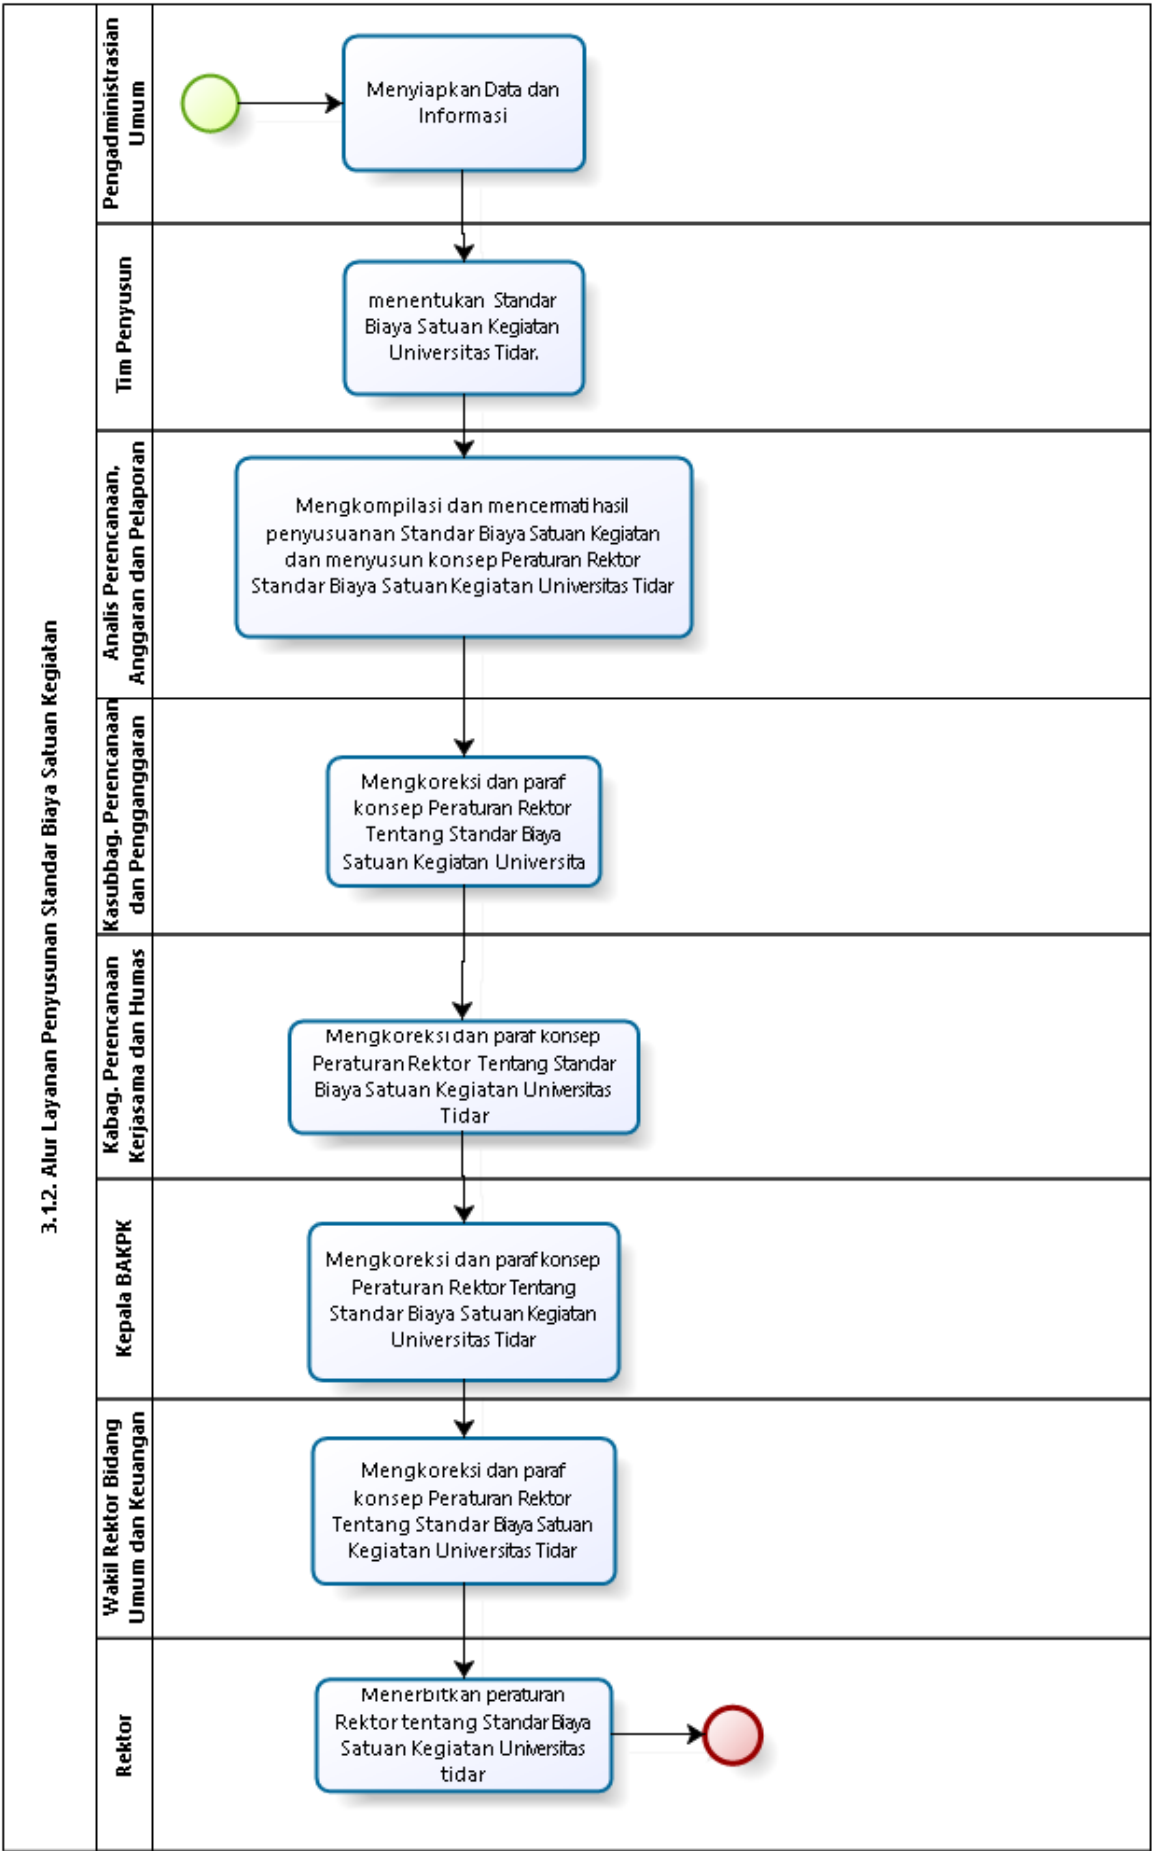 3.1.2. Alur Layanan Penyusunan Standar Biaya Satuan Kegiatan
Pengadministrasian
Umum
Menyiapkan Data dan
Informasi
Tim Penyusun
menentukan Standar
Biaya Satuan Kegiatan
Universitas Tidar.
Analis Perencanaan,
Anggaran dan Pelaporan
Mengkompilasi dan mencermati hasil
penyusuanan Standar Biaya Satuan Kegiatan
dan menyusun konsep Peraturan Rektor
Standar Biaya Satuan Kegiatan Universitas Tidar
Kasubbag. Perencanaan
dan Pengganggaran
Mengkoreksi dan paraf
konsep Peraturan Rektor
Tentang Standar Biaya
Satuan Kegiatan Universita
Kabag. Perencanaan
Kerjasama dan Humas
Mengkoreksi dan paraf konsep
Peraturan Rektor Tentang Standar
Biaya Satuan Kegiatan Universitas
Tidar
Kepala BAKPK
Mengkoreksi dan paraf konsep
Peraturan Rektor Tentang
Standar Biaya Satuan Kegiatan
Universitas Tidar
Wakil Rektor Bidang
Umum dan Keuangan
Mengkoreksi dan paraf
konsep Peraturan Rektor
Tentang Standar Biaya Satuan
Kegiatan Universitas Tidar
Rektor
Menerbitkan peraturan
Rektor tentang Standar Biaya
Satuan Kegiatan Universitas
tidar